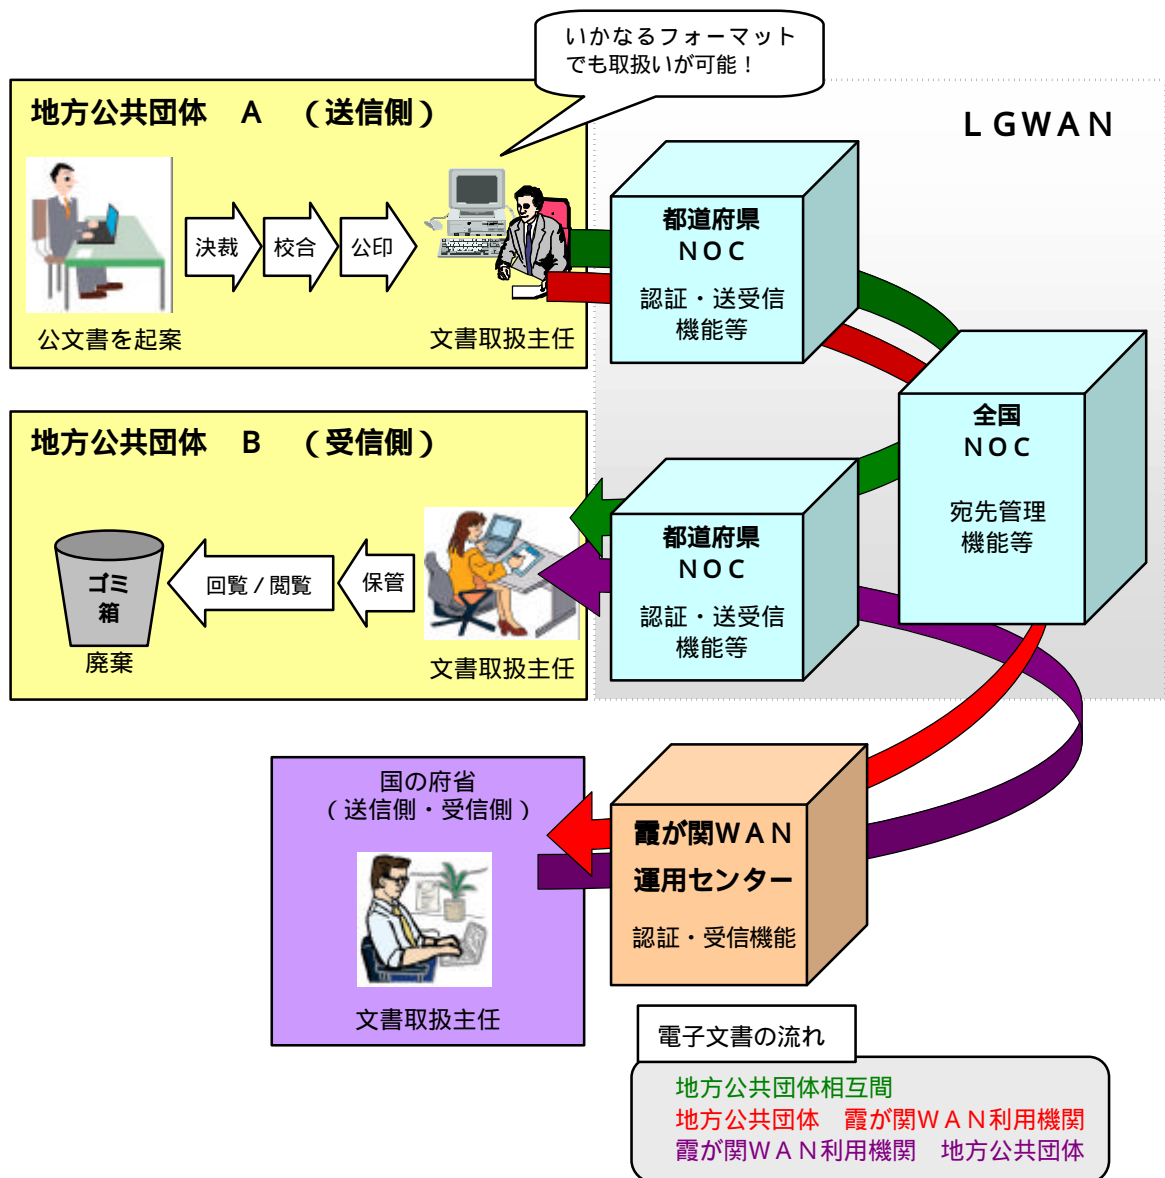 いかなるフォーマット
でも取扱いが可能！
地方公共団体　Ａ　（送信側）
ＬＧＷＡＮ
決裁
校合
公印
公文書を起案
文書取扱主任
都道府県
ＮＯＣ
認証・送受信
機能等
全国
ＮＯＣ
宛先管理
機能等
地方公共団体　Ｂ　（受信側）
ゴミ
箱
廃棄
回覧／閲覧
保管
文書取扱主任
都道府県
ＮＯＣ
認証・送受信
機能等
国の府省
（送信側・受信側）
文書取扱主任
霞が関ＷＡＮ
運用センター
認証・受信機能
電子文書の流れ
地方公共団体相互間
地方公共団体　霞が関ＷＡＮ利用機関
霞が関ＷＡＮ利用機関　地方公共団体